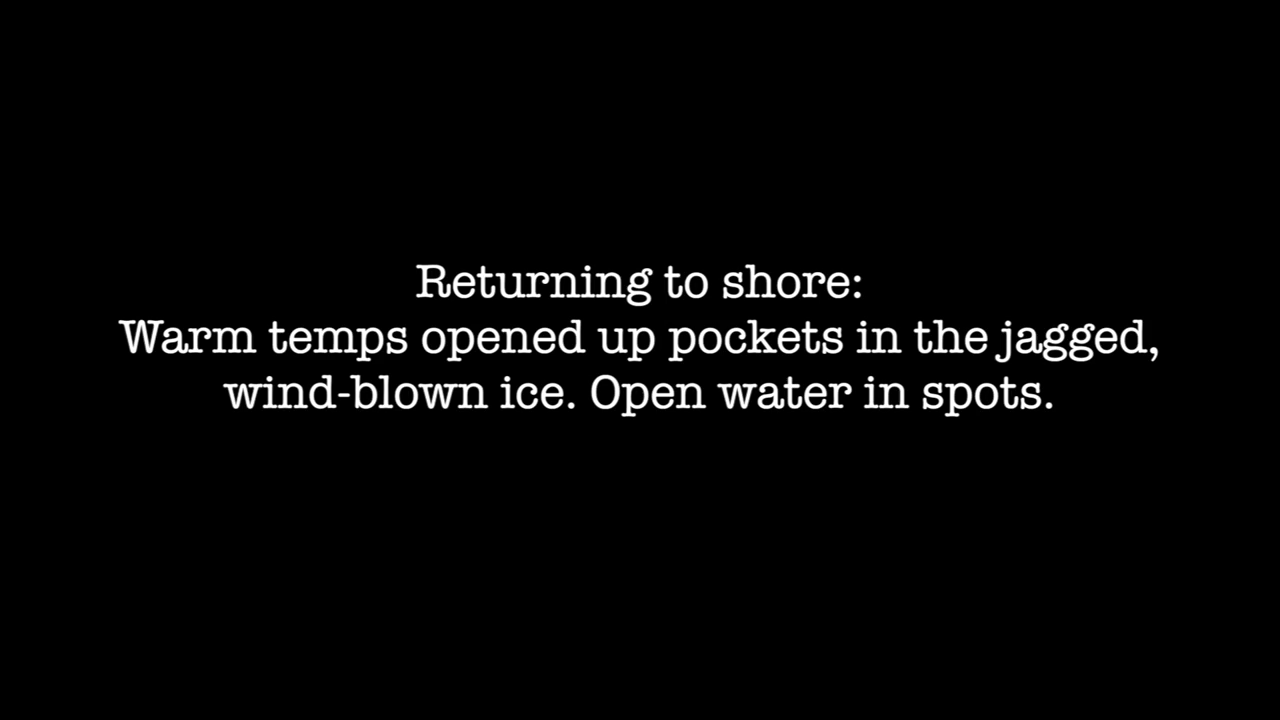 Returning to shore:
Warm temps opened up pockets in the jagged,
wind-blown ice. Open water in spots.